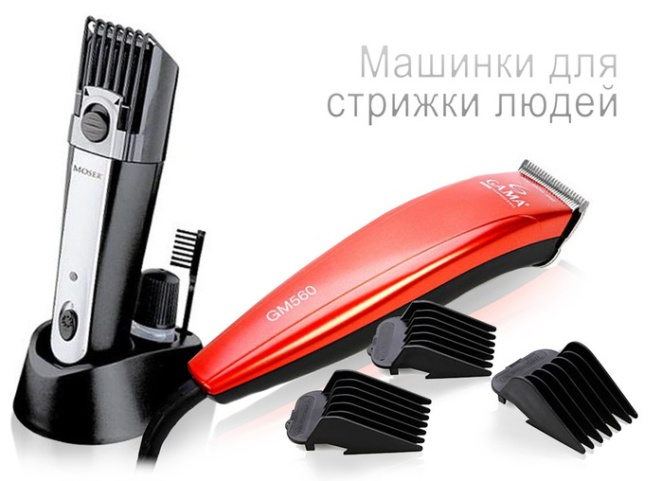 Машинки для
стрижки людей
MOSER
GAMA
GM560